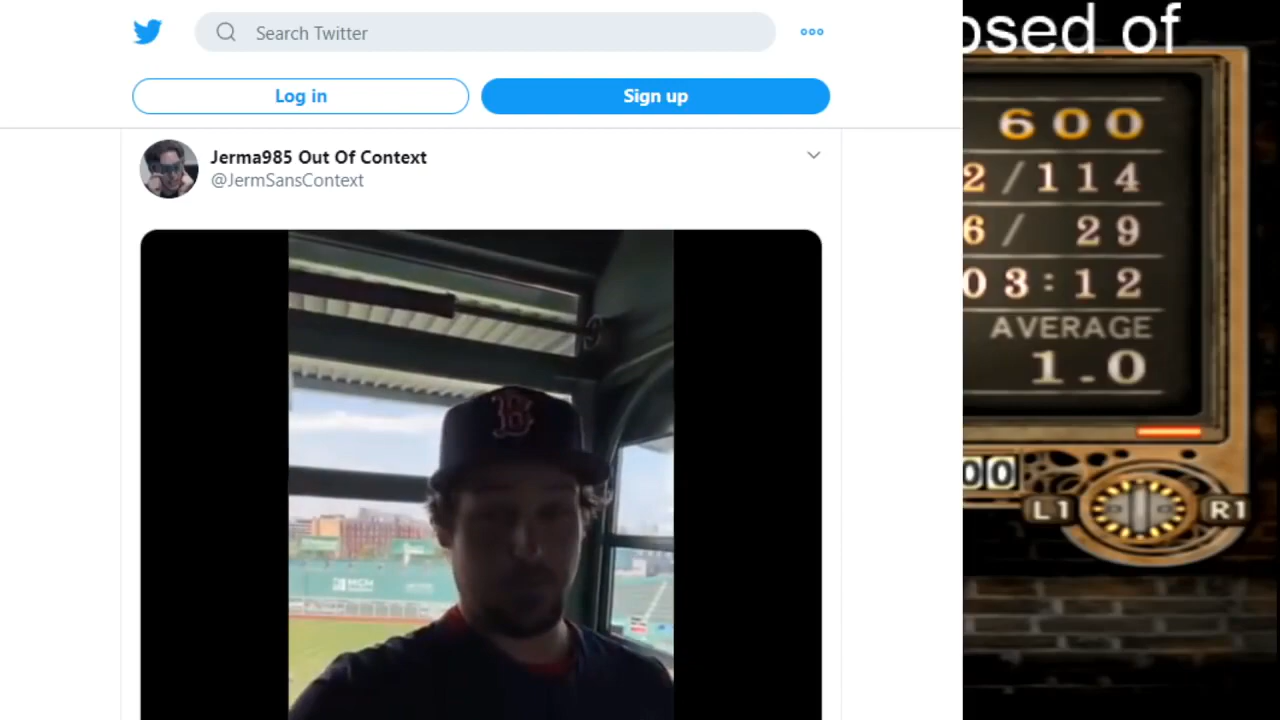 Search Twitter
Log in
Sign up
Jerma985 Out Of Context
@JermSansContext
B
MGM
osed of
600
2/114
6/ 29
03:12
AVERAGE
1.0
00
L1
R1